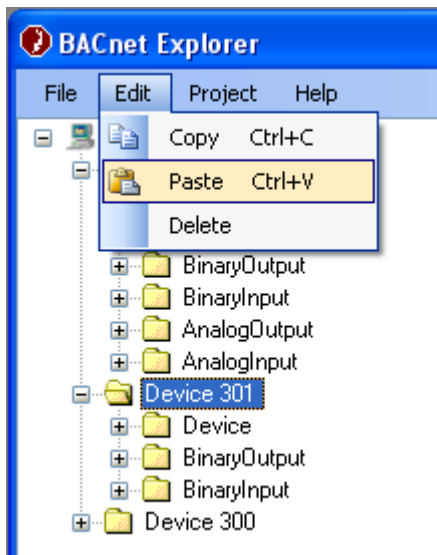 BACnet Explorer
File Edit Project Help
Copy Ctrl+C
Paste Ctrl+V
Delete
BinaryOutput
BinaryInput
AnalogOutput
AnalogInput
Device 301
Device
BinaryOutput
BinaryInput
Device 300